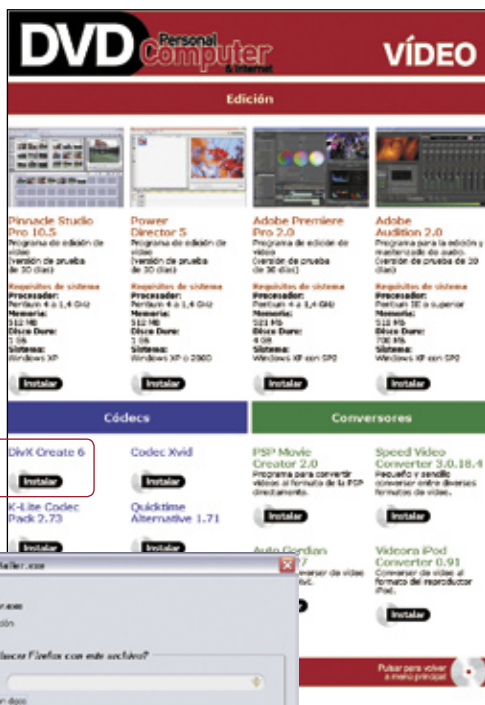 DVD
Personal
Computer
& Internet
VÍDEO
Edición
Pinnacle Studio
Pro 10.5
Programa de edición de
vídeo
(versión de prueba
de 30 días)
Requisitos de sistema
Procesador:
Pentium 4 a 1,4 GHz
Memoria:
512 MB
Disco Duro:
1 GB
Sistema:
Windows XP
Instalar
Power
Director 5
Programa de edición de
vídeo
(versión de prueba
de 30 días)
Requisitos de sistema
Procesador:
Pentium 4 a 1,4 GHz
Memoria:
512 MB
Disco Duro:
1 GB
Sistema:
Windows XP o 2000
Instalar
Adobe Premiere
Pro 2.0
Programa de edición de
vídeo
(versión de prueba
de 30 días)
Requisitos de sistema
Procesador:
Pentium 4 a 1,4 GHz
Memoria:
Disco Duro:
4 GB
Sistema:
Windows XP con SP2
Instalar
Adobe
Audition 2.0
Programa para la edición y
masterizado de audio.
(versión de prueba de 30
días)
Requisitos de sistema
Procesador:
Pentium III o superior
Memoria:
512 MB
Disco Duro:
700 MB
Sistema:
Windows XP con SP2
Instalar
Códecs
Conversores
DivX Create 6
Instalar
Codec Xvid
Instalar
K-Lite Codec
Pack 2.73
Instalar
Quicktime
Alternative 1.71
Instalar
PSP Movie
Creator 2.0
Programa para convertir
vídeos al formato de la PSP
directamente.
Instalar
Speed Video
Converter 3.0.18.4
Pequeño y sencillo
conversor entre diversos
formatos de vídeo.
Instalar
Auto Gordian
Videora iPod
Converter 0.91
Conversor de vídeo al
formato del reproductor
iPod.
Instalar
Pulsar para volver
a menú principal
hacer Firefox con este archivo?